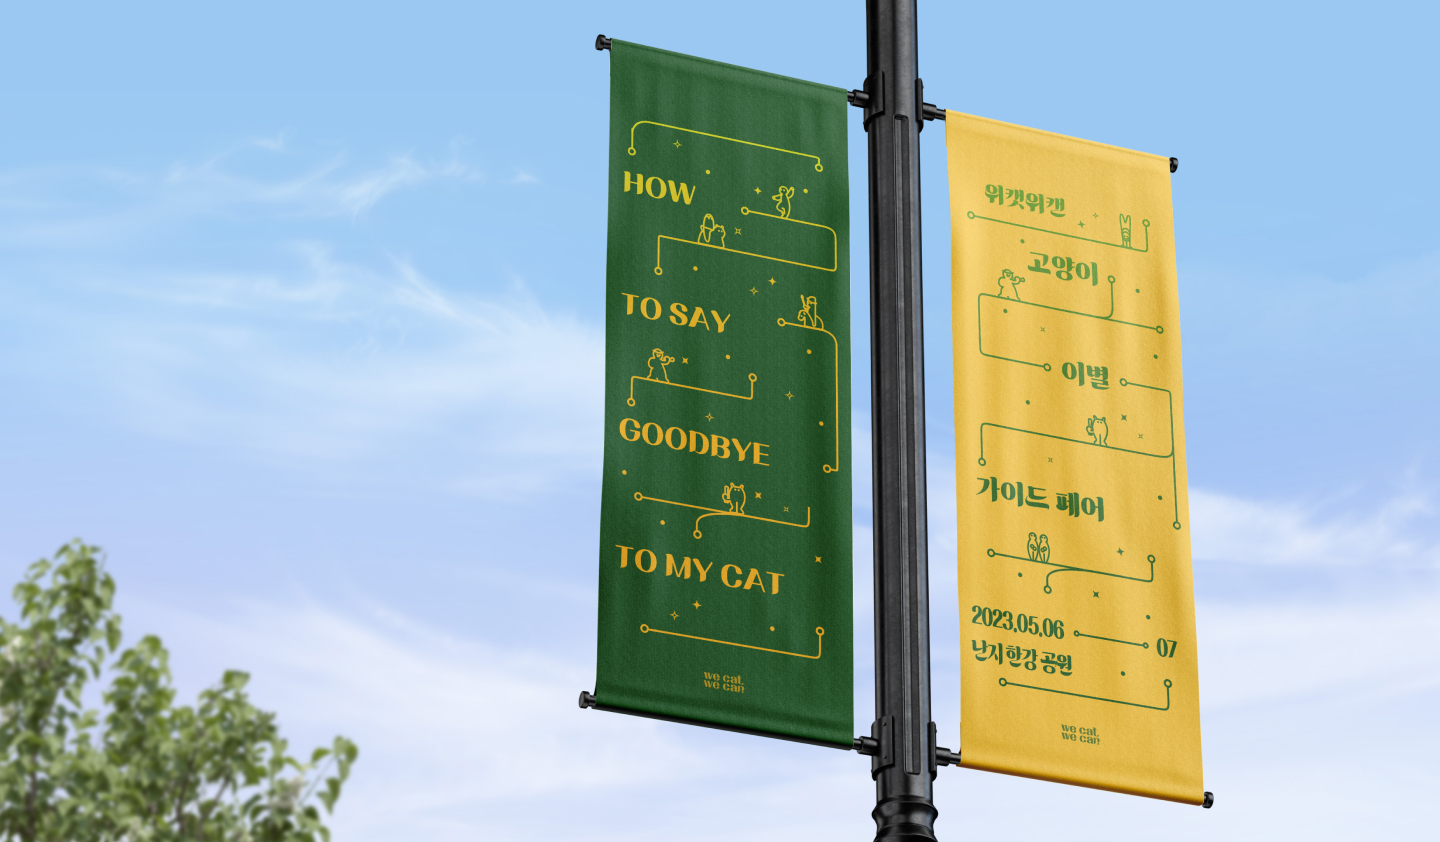 HOW
TO SAY
GOODBYE
TO MY CAT
we cat,
we can
위캣위캔
고양이
이별
가이드 페어
2023.05.06
07
난지 한강 공원
we cat,
we can